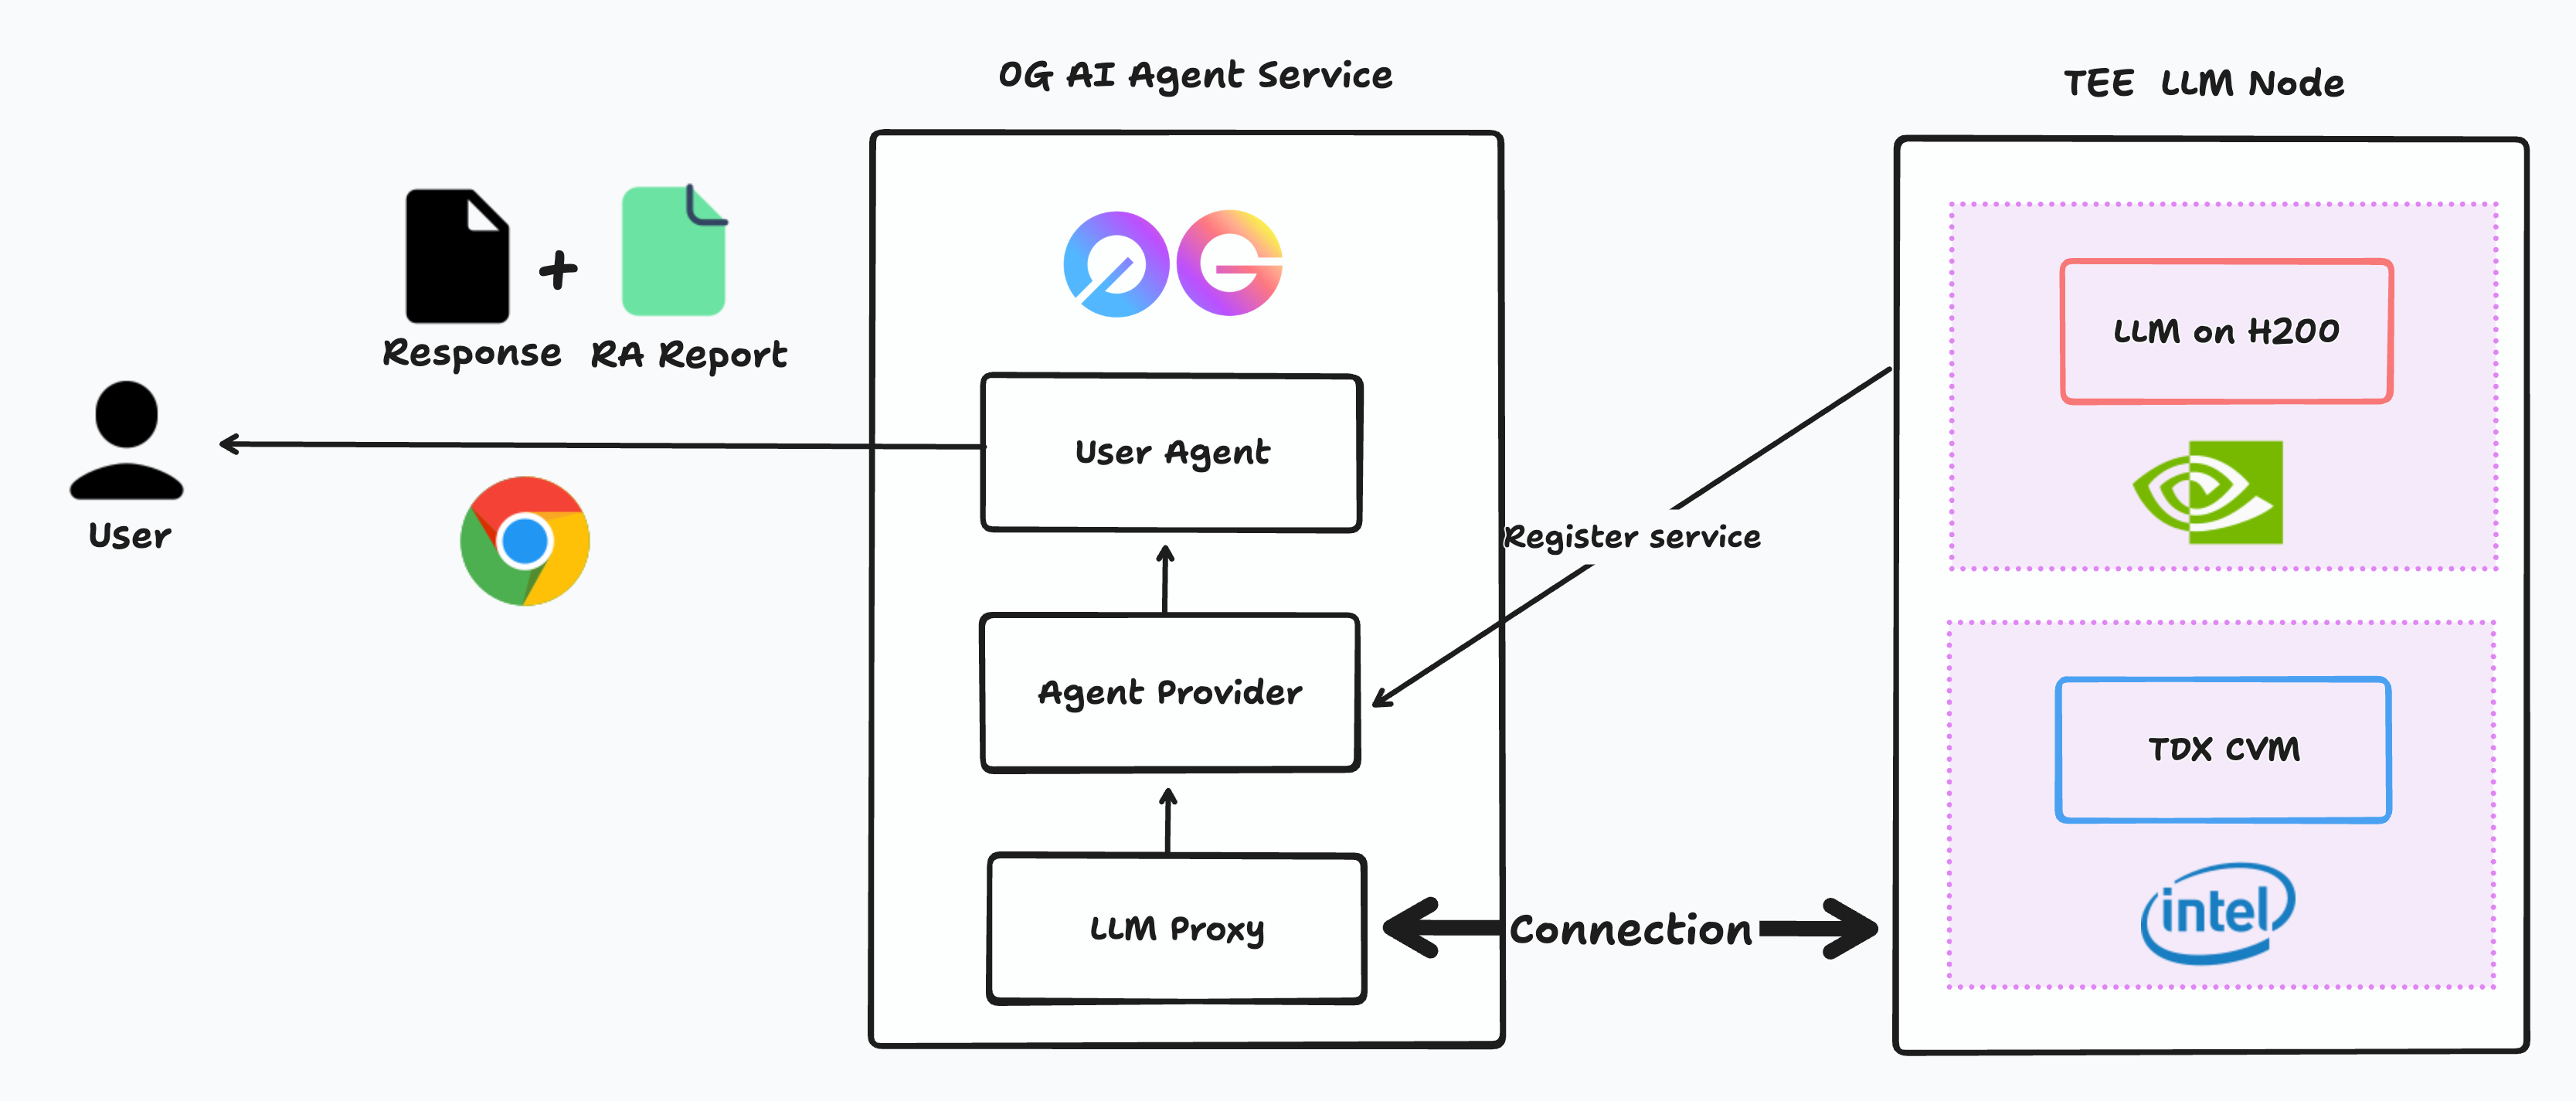 0G AI Agent Service
TEE LLM Node
Response + RA Report
User
0G
User Agent
Agent Provider
LLM Proxy
Register service
Connection
LLM on H200
TDX CVM
intel